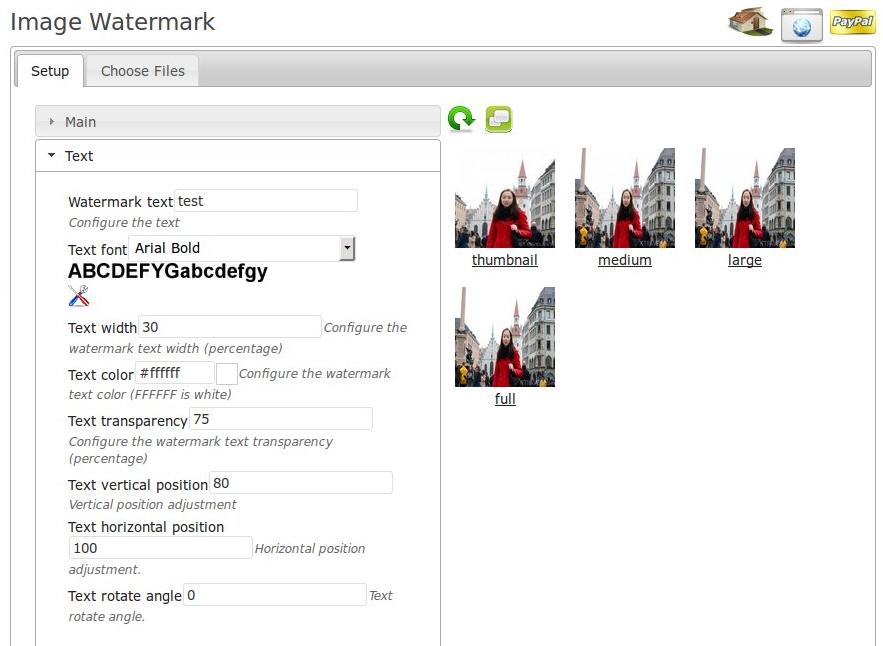 Image Watermark
PayPal
Setup
Choose Files
Main
Text
Watermark text test
Configure the text
Text font Arial Bold
ABCDEFYGabcdefgy
Text width 30 Configure the
watermark text width (percentage)
Text color #ffffff Configure the watermark
text color (FFFFFF is white)
Text transparency 75
Configure the watermark text transparency
(percentage)
Text vertical position 80
Vertical position adjustment
Text horizontal position
100 Horizontal position
adjustment.
Text rotate angle 0 Text
rotate angle.
thumbnail
medium
large
full